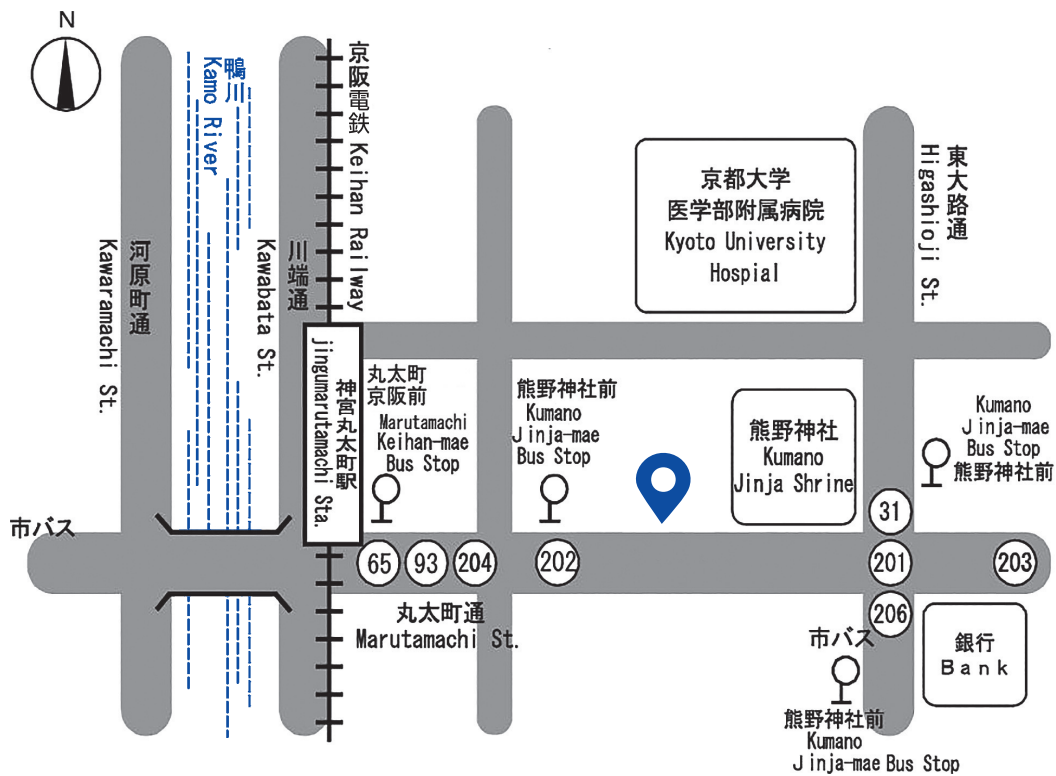 N
鴨川
Kamo River
京阪電鉄 Keihan Railway
河原町通
Kawaramachi St.
川端通
Kawabata St.
京都大学
医学部附属病院
Kyoto University
Hospial
東大路通
Higashioji St.
神宮丸太町駅
jingumarutamachi Sta.
丸太町
京阪前
Marutamachi
Keihan-mae
Bus Stop
熊野神社前
Kumano
Jinja-mae
Bus Stop
熊野神社
Kumano
Jinja Shrine
Kumano
Jinja-mae
Bus Stop
熊野神社前
市バス
65
93
204
202
31
201
206
203
丸太町通
Marutamachi St.
市バス
熊野神社前
Kumano
Jinja-mae Bus Stop
銀行
Bank